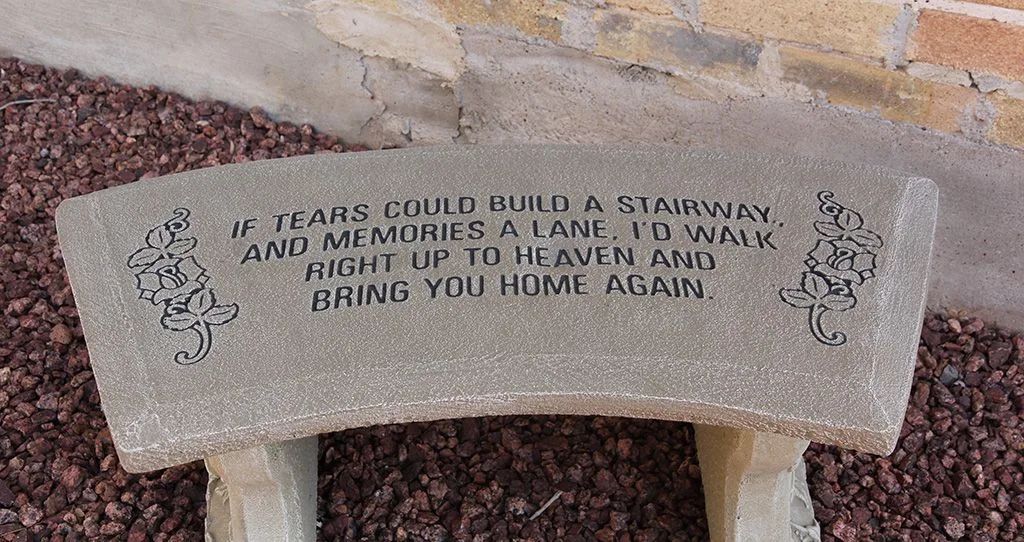 IF TEARS COULD BUILD A STAIRWAY,
AND MEMORIES A LANE, I'D WALK
RIGHT UP TO HEAVEN AND
BRING YOU HOME AGAIN.